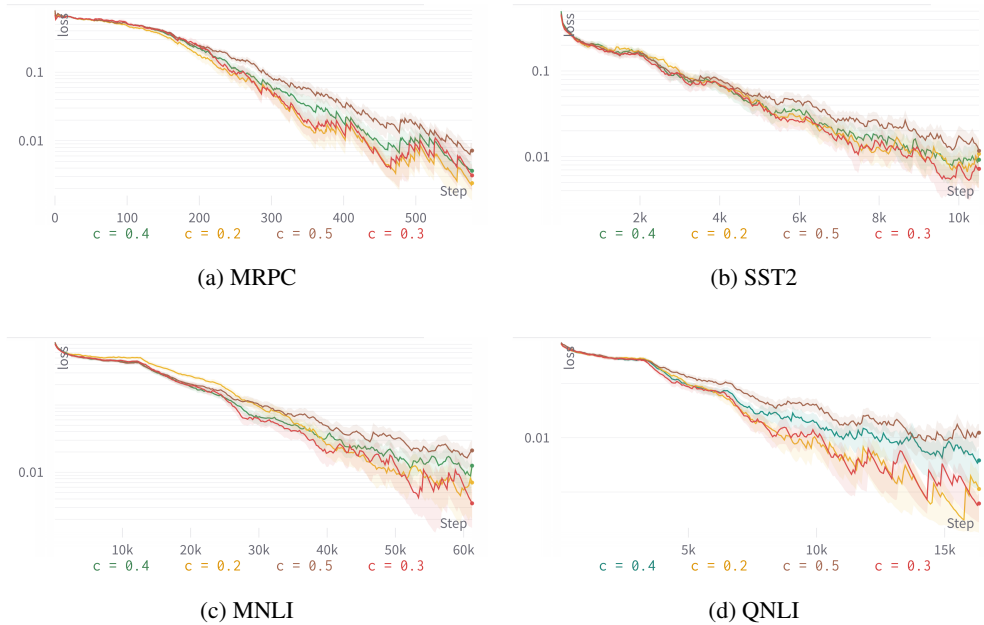 loss
0.1
0.01
Step
0 100 200 300 400 500
c = 0.4 c = 0.2 c = 0.5 c = 0.3
(a) MRPC
loss
0.1
0.01
Step
2k 4k 6k 8k 10k
c = 0.4 c = 0.2 c = 0.5 c = 0.3
(b) SST2
loss
0.01
Step
10k 20k 30k 40k 50k 60k
c = 0.4 c = 0.2 c = 0.5 c = 0.3
(c) MNLI
loss
0.01
Step
5k 10k 15k
c = 0.4 c = 0.2 c = 0.5 c = 0.3
(d) QNLI